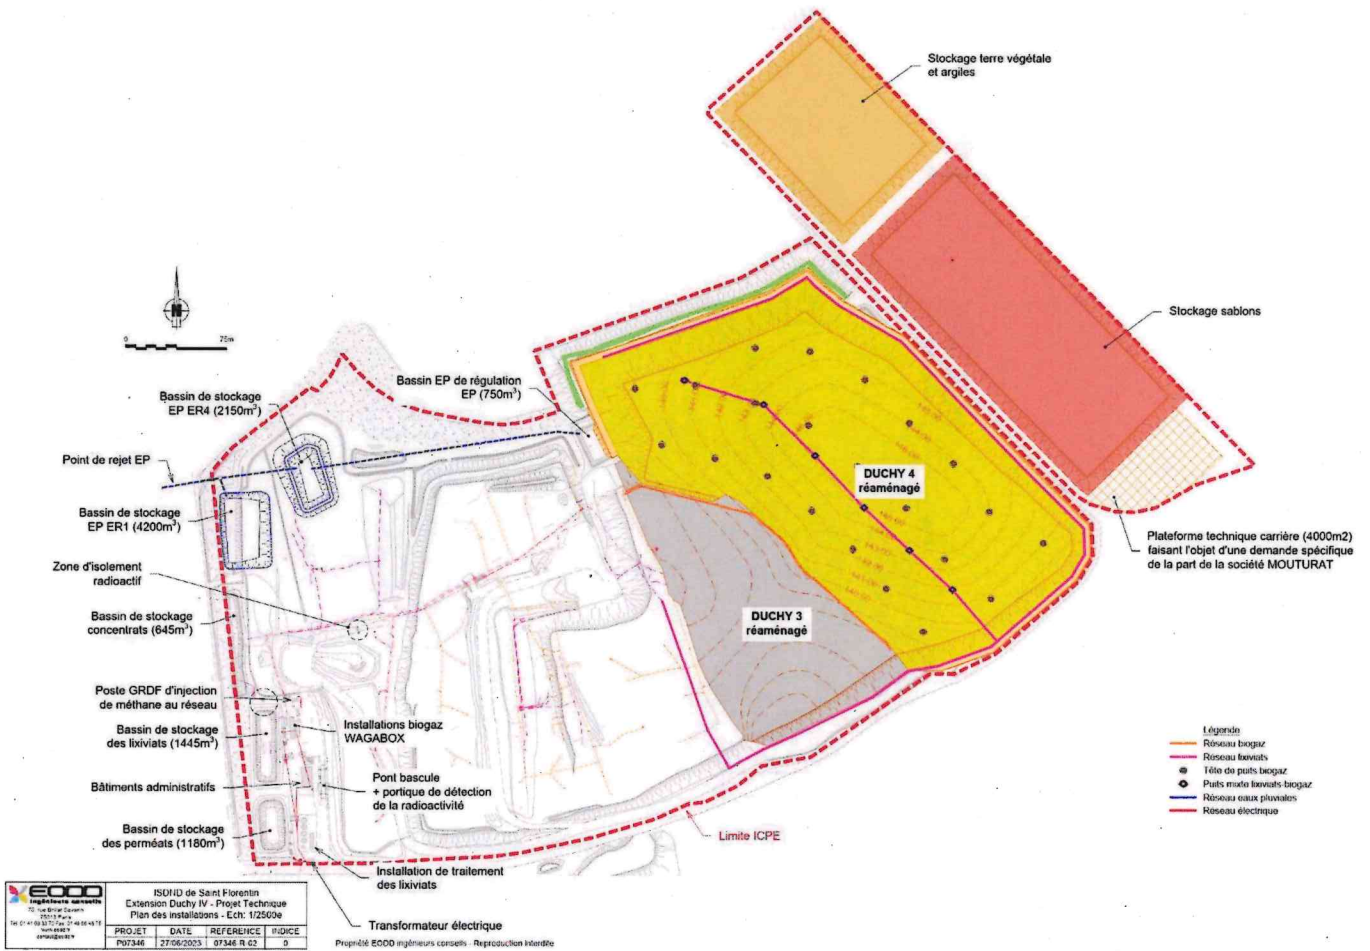 Stockage terre végétale
et argiles
Stockage sablons
N
0
75m
Bassin EP de régulation
EP (750m³)
Bassin de stockage
EP ER4 (2150m³)
Point de rejet EP
Bassin de stockage
EP ER1 (4200m³)
Zone d'isolement
radioactif
Bassin de stockage
concentrats (645m³)
Poste GRDF d'injection
de méthane au réseau
Bassin de stockage
des lixiviats (1445m³)
Installations biogaz
WAGABOX
Bâtiments administratifs
Pont bascule
+ portique de détection
de la radioactivité
Bassin de stockage
des perméats (1180m³)
Installation de traitement
des lixiviats
Transformateur électrique
Limite ICPE
DUCHY 4
réaménagé
DUCHY 3
réaménagé
Plateforme technique carrière (4000m2)
faisant l'objet d'une demande spécifique
de la part de la société MOUTURAT
Légende
Réseau biogaz
Réseau lixiviats
Tête de puits biogaz
Puits mixte lixiviats-biogaz
Réseau eaux pluviales
Réseau électrique
EODD
ingénieurs conseils
ISDND de Saint Florentin
Extension Duchy IV - Projet Technique
Plan des installations - Ech: 1/2500e
PROJET DATE REFERENCE INDICE
P07346 27/06/2023 07346-R-02 0
Propriété EODD ingénieurs conseils - Reproduction interdite